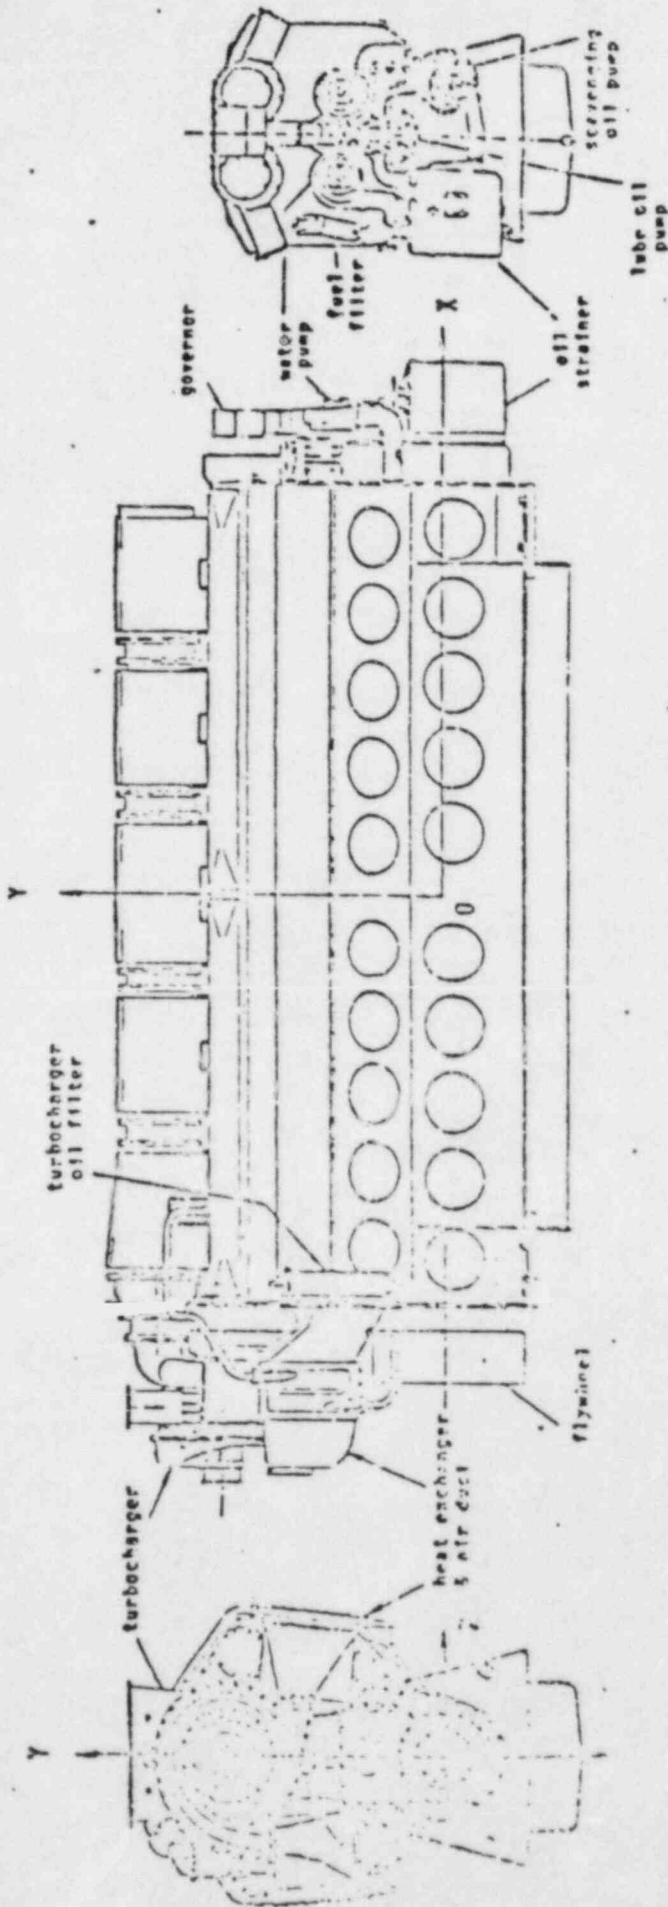 Y
turbocharger
heat exchanger
& air duct
Z
turbocharger
oil filter
Y
flywheel
O
governor
water
pump
fuel
filter
X
oil
strainer
lube oil
pump
scavenging
oil pump